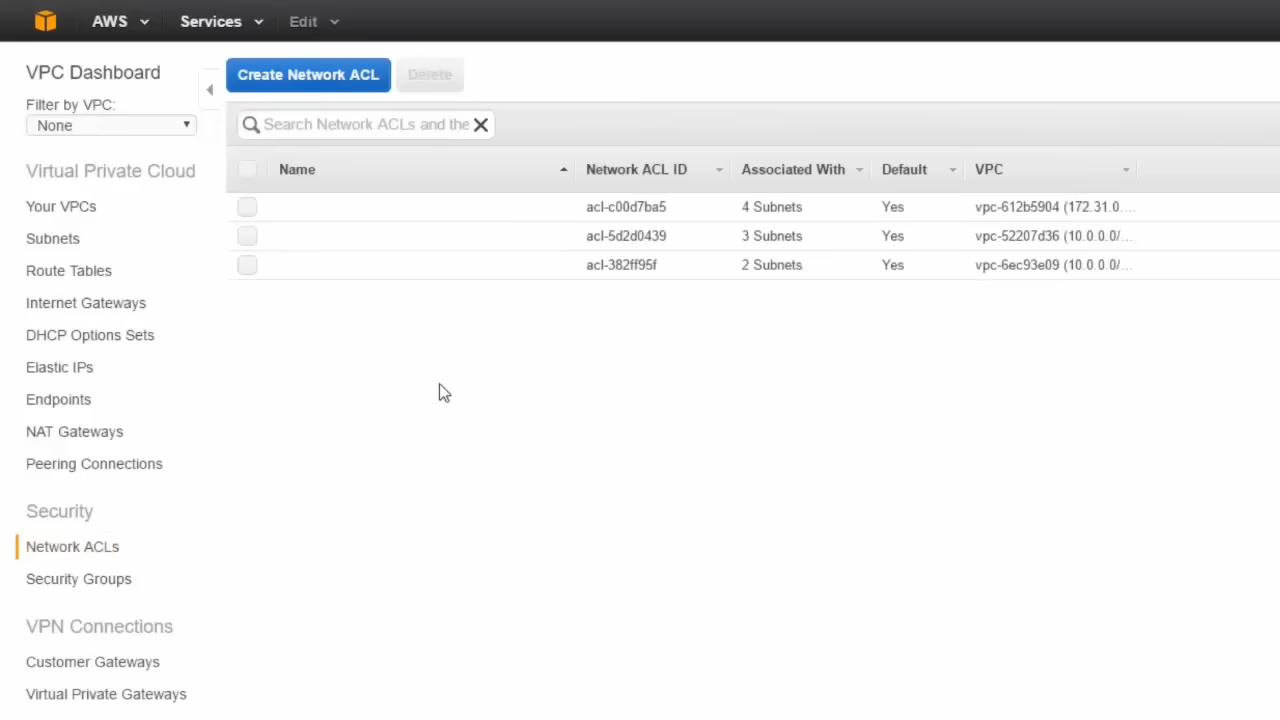 AWS Services Edit
VPC Dashboard
Filter by VPC:
None
Virtual Private Cloud
Your VPCs
Subnets
Route Tables
Internet Gateways
DHCP Options Sets
Elastic IPs
Endpoints
NAT Gateways
Peering Connections
Security
Network ACLs
Security Groups
VPN Connections
Customer Gateways
Virtual Private Gateways
Create Network ACL Delete
Search Network ACLs and the
Name Network ACL ID Associated With Default VPC
acl-c00d7ba5 4 Subnets Yes vpc-612b5904 (172.31.0....
acl-5d2d0439 3 Subnets Yes vpc-52207d36 (10.0.0.0/...
acl-382ff95f 2 Subnets Yes vpc-6ec93e09 (10.0.0.0/...